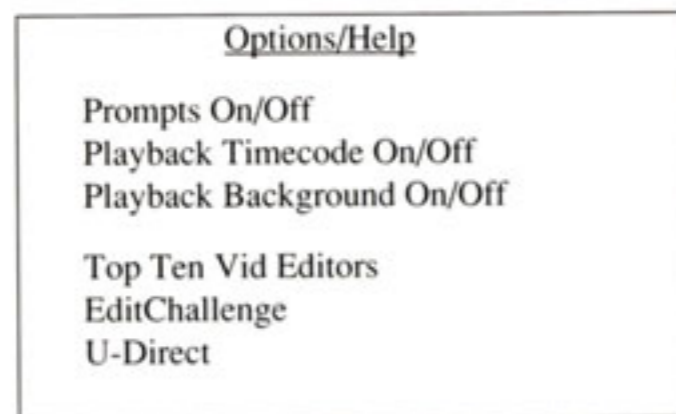 Options/Help
Prompts On/Off
Playback Timecode On/Off
Playback Background On/Off
Top Ten Vid Editors
EditChallenge
U-Direct